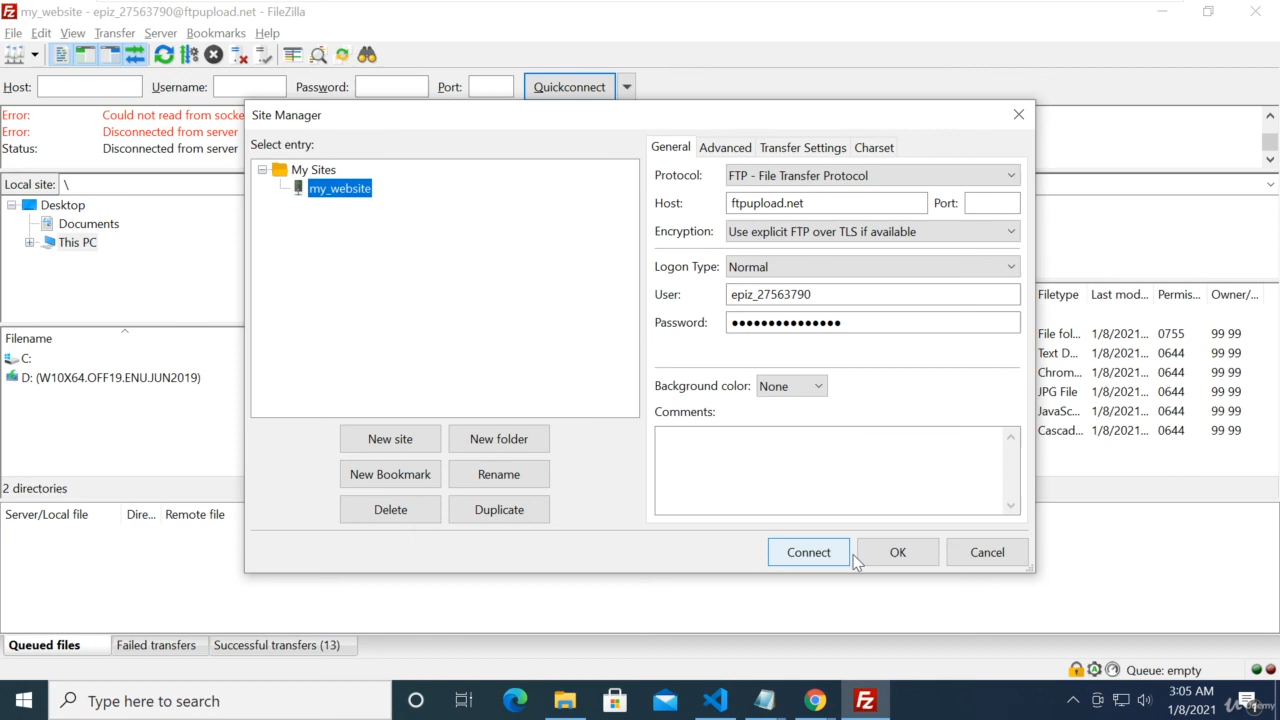 my_website - epiz_27563790@ftpupload.net - FileZilla
File Edit View Transfer Server Bookmarks Help
Host: Username: Password: Port: Quickconnect
Error: Could not read from socke
Error: Disconnected from server
Status: Disconnected from server
Site Manager
Select entry:
My Sites
my_website
New site New folder
New Bookmark Rename
Delete Duplicate
General Advanced Transfer Settings Charset
Protocol: FTP - File Transfer Protocol
Host: ftpupload.net Port:
Encryption: Use explicit FTP over TLS if available
Logon Type: Normal
User: epiz_27563790
Password: ●●●●●●●●●●●●●●●
Background color: None
Comments:
Connect OK Cancel
Local site: \
Desktop
Documents
This PC
Filename
C:
D: (W10X64.OFF19.ENU.JUN2019)
2 directories
Filetype Last mod... Permis... Owner/...
File fol... 1/8/2021... 0755 99 99
Text D... 1/8/2021... 0644 99 99
Chrom... 1/8/2021... 0644 99 99
JPG File 1/8/2021... 0644 99 99
JavaSc... 1/8/2021... 0644 99 99
Cascad... 1/8/2021... 0644 99 99
Server/Local file Dire... Remote file
Queued files Failed transfers Successful transfers (13)
Queue: empty
Type here to search
3:05 AM
1/8/2021
Udemy